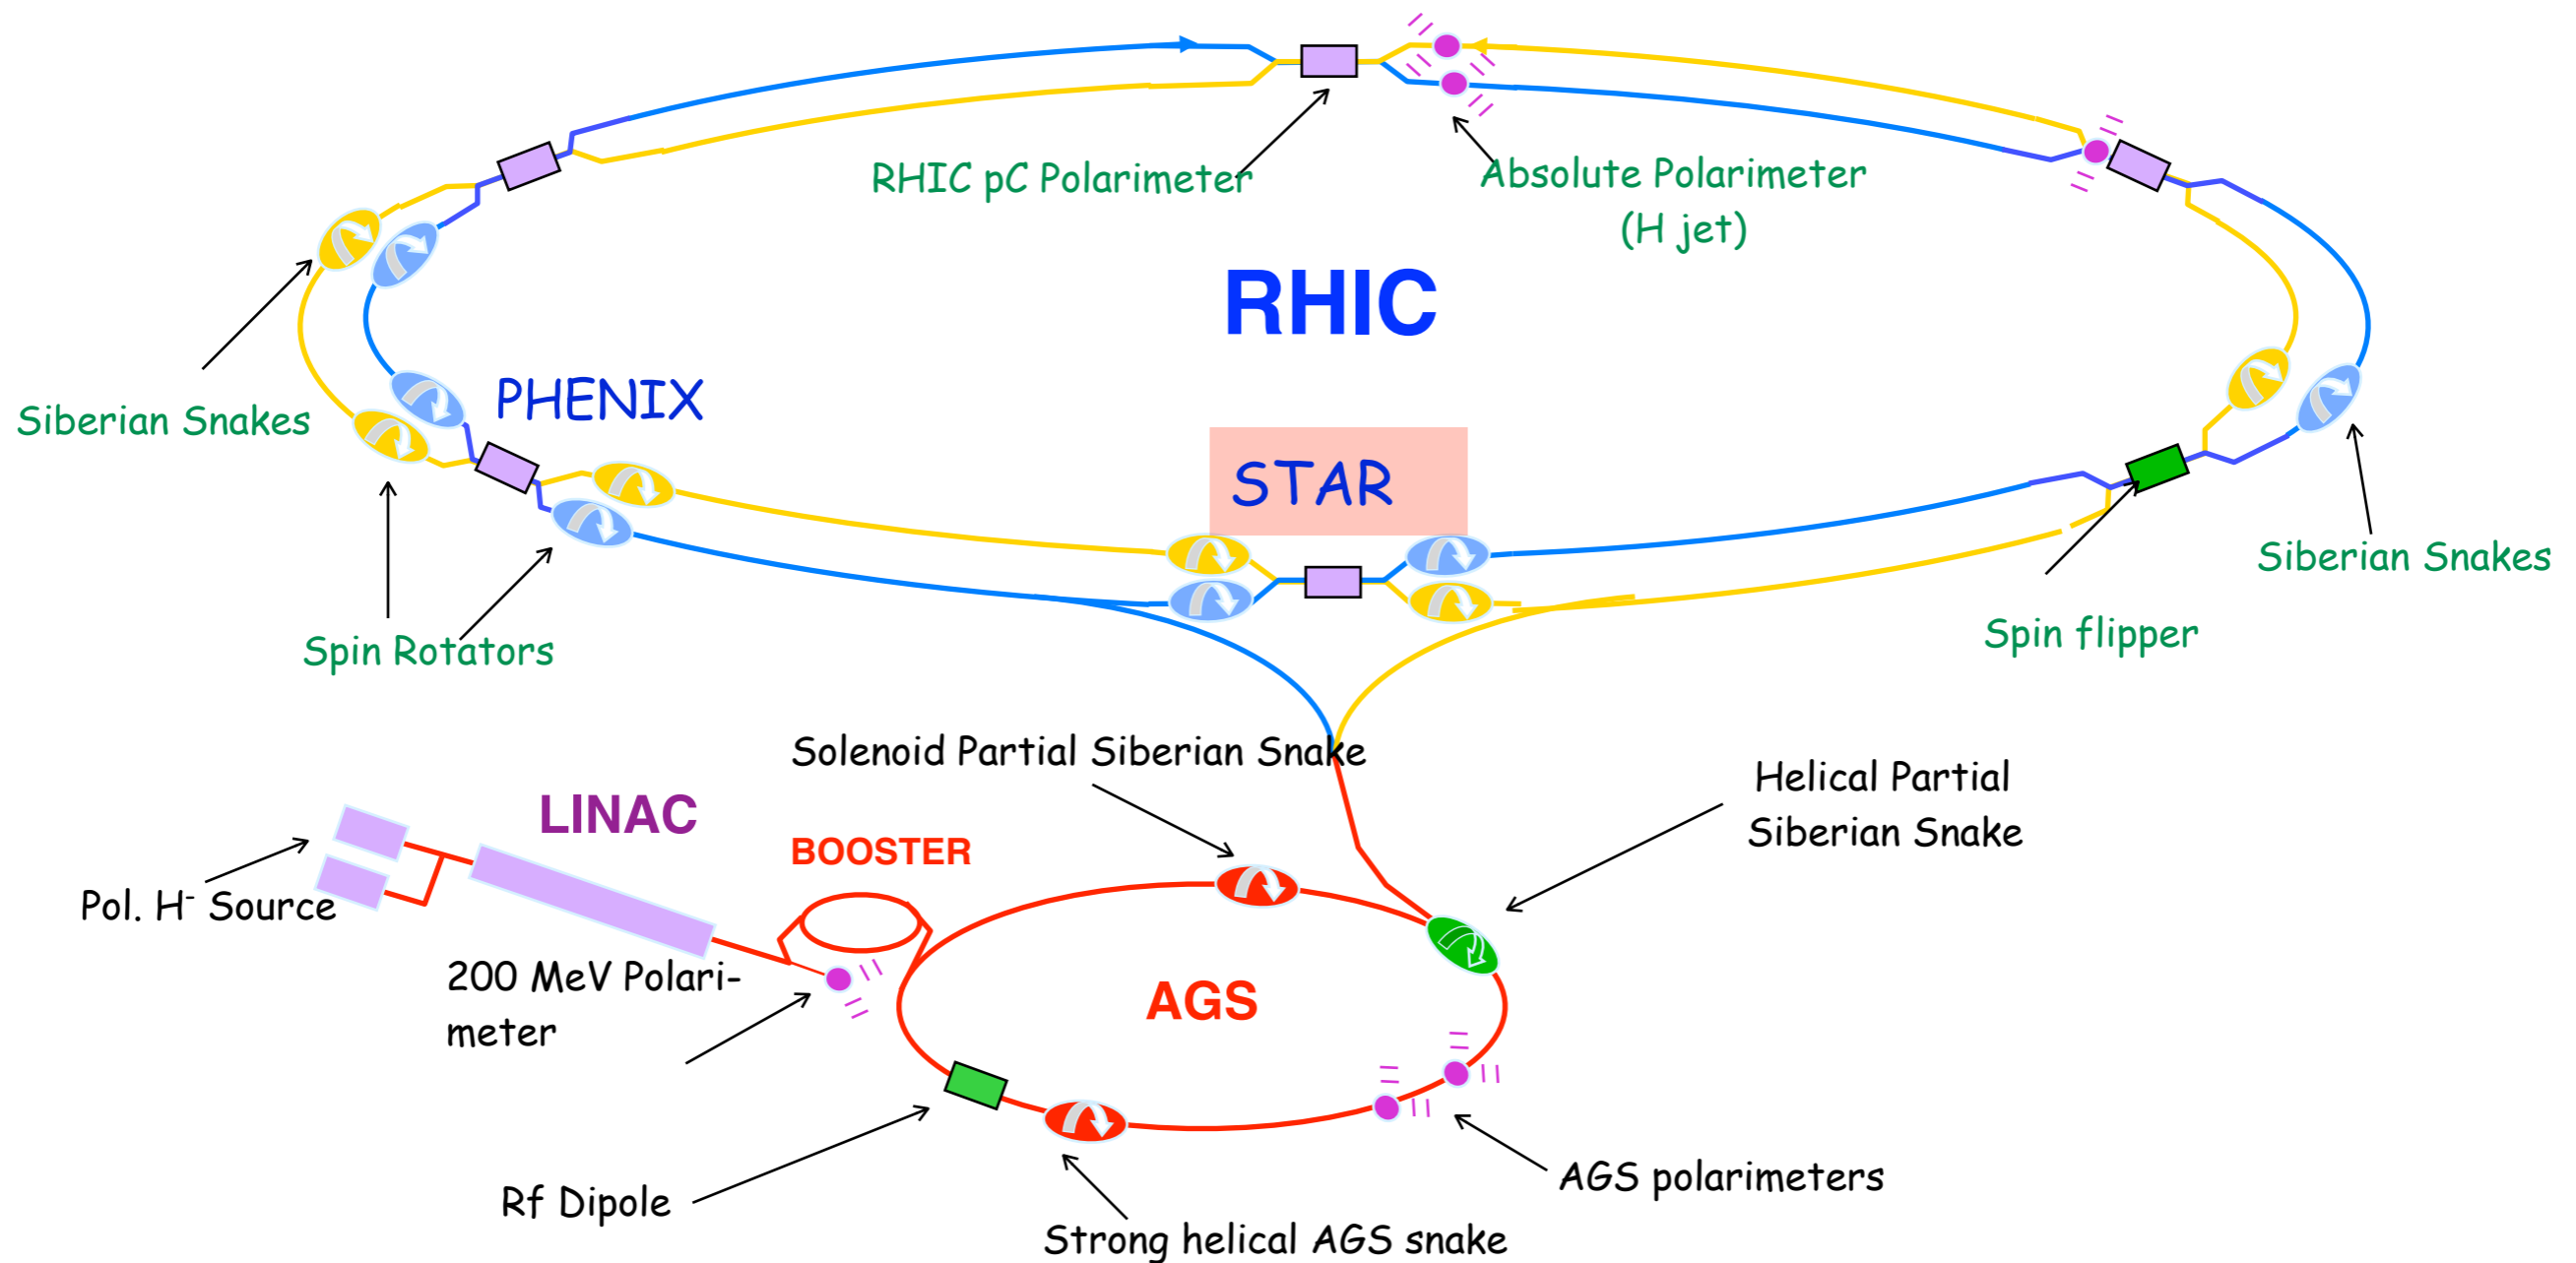 RHIC pC Polarimeter
Absolute Polarimeter
(H jet)
RHIC
PHENIX
Siberian Snakes
STAR
Siberian Snakes
Spin Rotators
Spin flipper
Solenoid Partial Siberian Snake
Helical Partial
Siberian Snake
LINAC
BOOSTER
Pol. H⁻ Source
200 MeV Polari-
meter
AGS
Rf Dipole
AGS polarimeters
Strong helical AGS snake